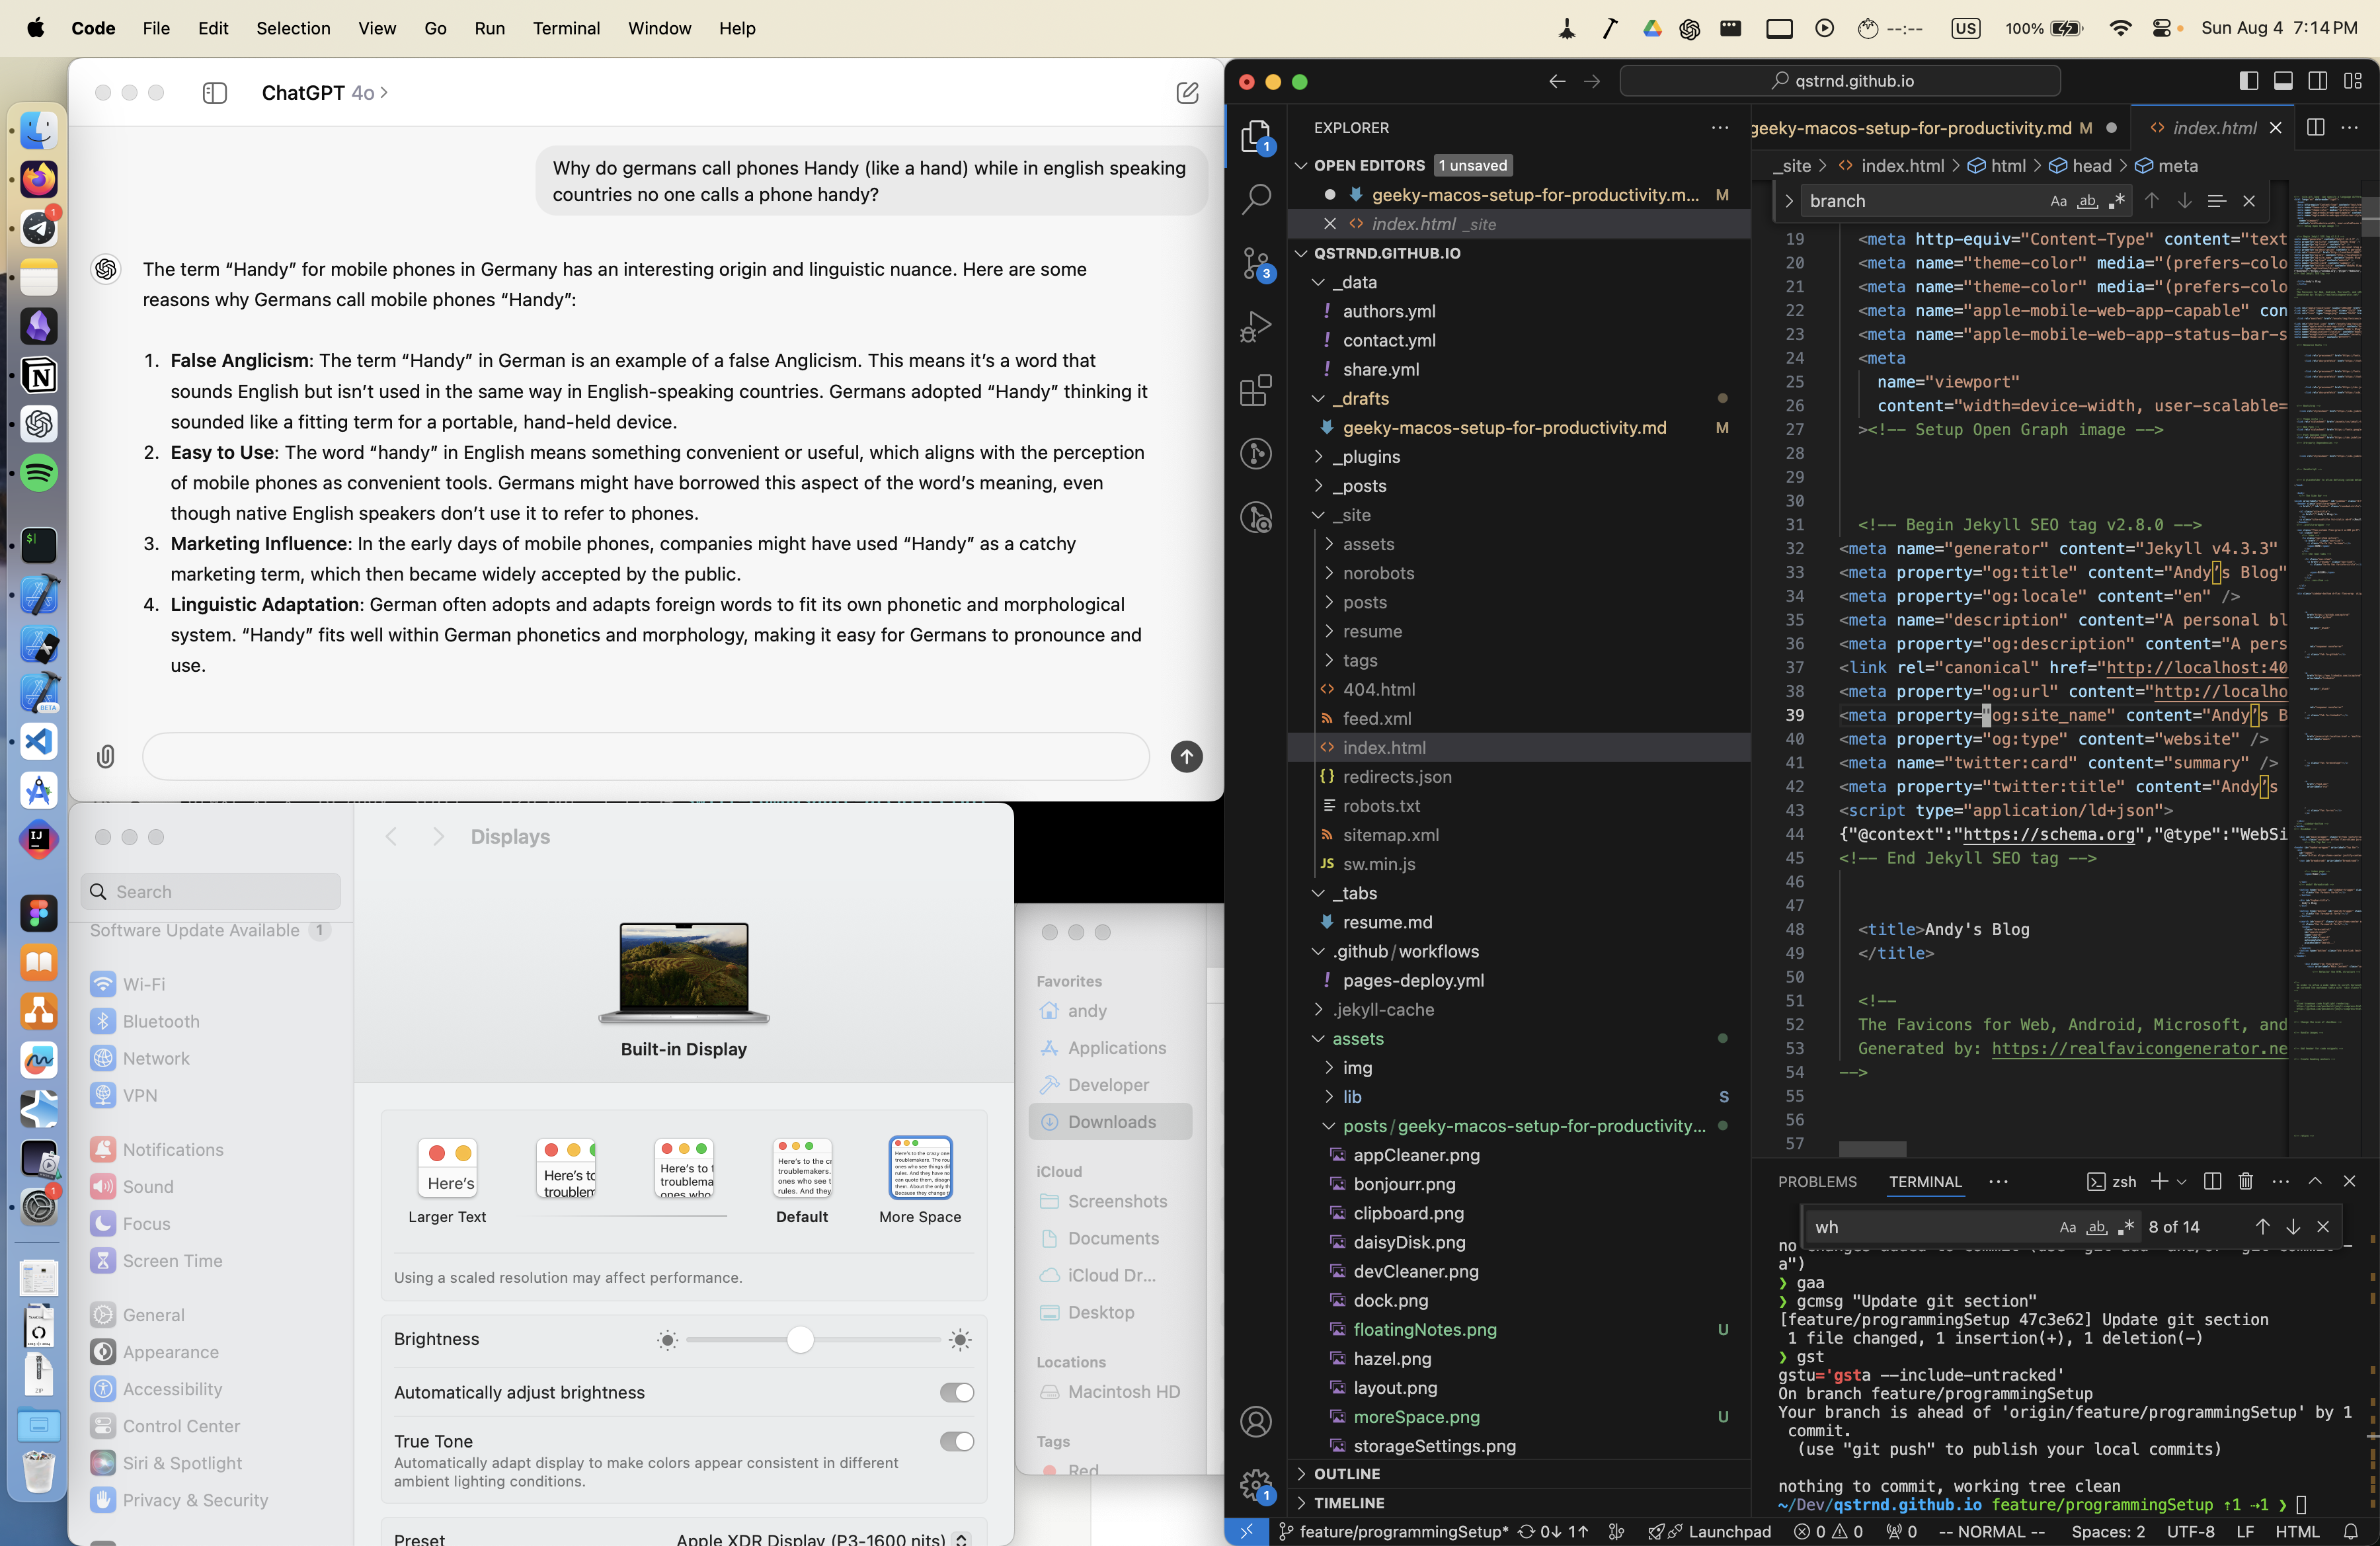 Code File Edit Selection View Go Run Terminal Window Help
--:-- US 100% Sun Aug 4 7:14 PM
ChatGPT 4o >
Why do germans call phones Handy (like a hand) while in english speaking
countries no one calls a phone handy?
The term “Handy” for mobile phones in Germany has an interesting origin and linguistic nuance. Here are some
reasons why Germans call mobile phones “Handy”:
1. False Anglicism: The term “Handy” in German is an example of a false Anglicism. This means it’s a word that
sounds English but isn’t used in the same way in English-speaking countries. Germans adopted “Handy” thinking it
sounded like a fitting term for a portable, hand-held device.
2. Easy to Use: The word “handy” in English means something convenient or useful, which aligns with the perception
of mobile phones as convenient tools. Germans might have borrowed this aspect of the word’s meaning, even
though native English speakers don’t use it to refer to phones.
3. Marketing Influence: In the early days of mobile phones, companies might have used “Handy” as a catchy
marketing term, which then became widely accepted by the public.
4. Linguistic Adaptation: German often adopts and adapts foreign words to fit its own phonetic and morphological
system. “Handy” fits well within German phonetics and morphology, making it easy for Germans to pronounce and
use.
Displays
Search
Software Update Available 1
Wi-Fi
Bluetooth
Network
VPN
Notifications
Sound
Focus
Screen Time
General
Appearance
Accessibility
Control Center
Siri & Spotlight
Privacy & Security
Built-in Display
Here's
Here's to
troublem
Here's to t
troublema
ones who
Here's to the cr
troublemakers.
ones who see t
rules. And they
Larger Text
Default
More Space
Using a scaled resolution may affect performance.
Brightness
Automatically adjust brightness
True Tone
Automatically adapt display to make colors appear consistent in different
ambient lighting conditions.
Preset Apple XDR Display (P3-1600 nits)
Favorites
andy
Applications
Developer
Downloads
iCloud
Screenshots
Documents
iCloud Dr...
Desktop
Locations
Macintosh HD
Tags
Red
qstrnd.github.io
EXPLORER
OPEN EDITORS 1 unsaved
geeky-macos-setup-for-productivity.m... M
index.html _site
QSTRND.GITHUB.IO
_data
authors.yml
contact.yml
share.yml
_drafts
geeky-macos-setup-for-productivity.md M
_plugins
_posts
_site
assets
norobots
posts
resume
tags
404.html
feed.xml
index.html
redirects.json
robots.txt
sitemap.xml
JS sw.min.js
_tabs
resume.md
.github/workflows
pages-deploy.yml
.jekyll-cache
assets
img
lib S
posts/geeky-macos-setup-for-productivity...
appCleaner.png
bonjourr.png
clipboard.png
daisyDisk.png
devCleaner.png
dock.png
floatingNotes.png U
hazel.png
layout.png
moreSpace.png U
storageSettings.png
OUTLINE
TIMELINE
geeky-macos-setup-for-productivity.md M
index.html
_site > index.html > html > head > meta
branch Aa ab
19 <meta http-equiv="Content-Type" content="text
20 <meta name="theme-color" media="(prefers-colo
21 <meta name="theme-color" media="(prefers-colo
22 <meta name="apple-mobile-web-app-capable" con
23 <meta name="apple-mobile-web-app-status-bar-s
24 <meta
25 name="viewport"
26 content="width=device-width, user-scalable=
27 ><!-- Setup Open Graph image -->
28
29
30
31 <!-- Begin Jekyll SEO tag v2.8.0 -->
32 <meta name="generator" content="Jekyll v4.3.3"
33 <meta property="og:title" content="Andy’s Blog"
34 <meta property="og:locale" content="en" />
35 <meta name="description" content="A personal bl
36 <meta property="og:description" content="A pers
37 <link rel="canonical" href="http://localhost:40
38 <meta property="og:url" content="http://localho
39 <meta property="og:site_name" content="Andy’s B
40 <meta property="og:type" content="website" />
41 <meta name="twitter:card" content="summary" />
42 <meta property="twitter:title" content="Andy’s
43 <script type="application/ld+json">
44 {"@context":"https://schema.org","@type":"WebSi
45 <!-- End Jekyll SEO tag -->
46
47
48 <title>Andy's Blog
49 </title>
50
51 <!--
52 The Favicons for Web, Android, Microsoft, and
53 Generated by: https://realfavicongenerator.ne
54 -->
55
56
57
PROBLEMS TERMINAL zsh
wh Aa ab 8 of 14
a")
❯ gaa
❯ gcmsg "Update git section"
[feature/programmingSetup 47c3e62] Update git section
1 file changed, 1 insertion(+), 1 deletion(-)
❯ gst
gstu='gsta --include-untracked'
On branch feature/programmingSetup
Your branch is ahead of 'origin/feature/programmingSetup' by 1
commit.
(use "git push" to publish your local commits)
nothing to commit, working tree clean
~/Dev/qstrnd.github.io feature/programmingSetup ⇡1 ⇢1 ❯
feature/programmingSetup* 0↓ 1↑ Launchpad 0 0 0 -- NORMAL -- Spaces: 2 UTF-8 LF HTML